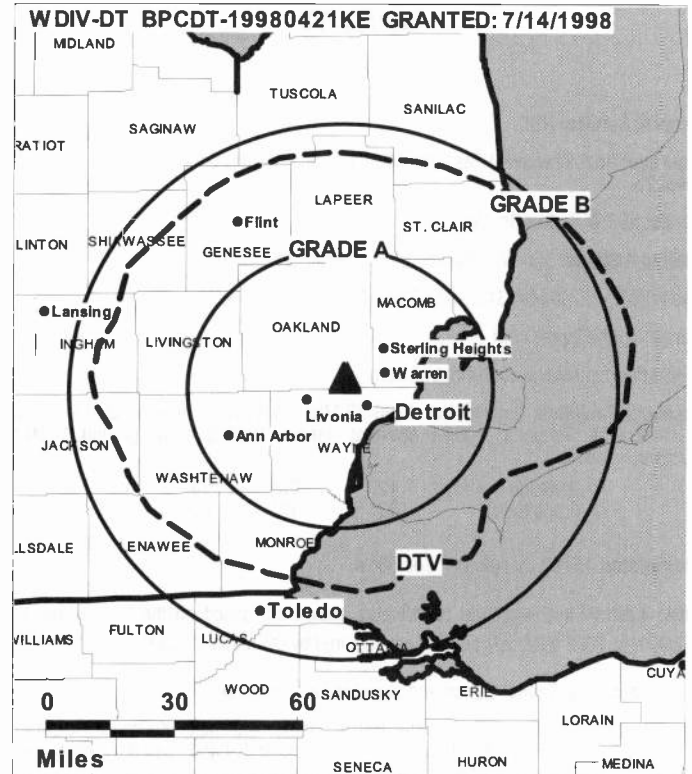 WDIV-DT BPCDT-19980421KE GRANTED: 7/14/1998
MIDLAND
TUSCOLA
SANILAC
SAGINAW
RATIOT
LAPEER
GRADE B
Flint
ST. CLAIR
LINTON
SHIAWASSEE
GENESEE
GRADE A
MACOMB
Lansing
OAKLAND
INGHAM
LIVINGSTON
Sterling Heights
Warren
Livonia
Detroit
Ann Arbor
WAYNE
JACKSON
WASHTENAW
MONROE
LLSDALE
LENAWEE
DTV
Toledo
WILLIAMS
FULTON
LUCAS
OTTAWA
CUYA
WOOD
SANDUSKY
ERIE
0 30 60
LORAIN
Miles
SENECA
HURON
MEDINA